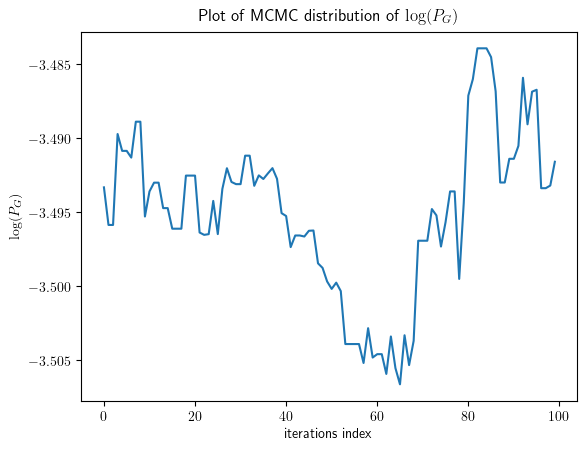 Plot of MCMC distribution of log(P_G)
−3.485
−3.490
−3.495
−3.500
−3.505
log(P_G)
0 20 40 60 80 100
iterations index